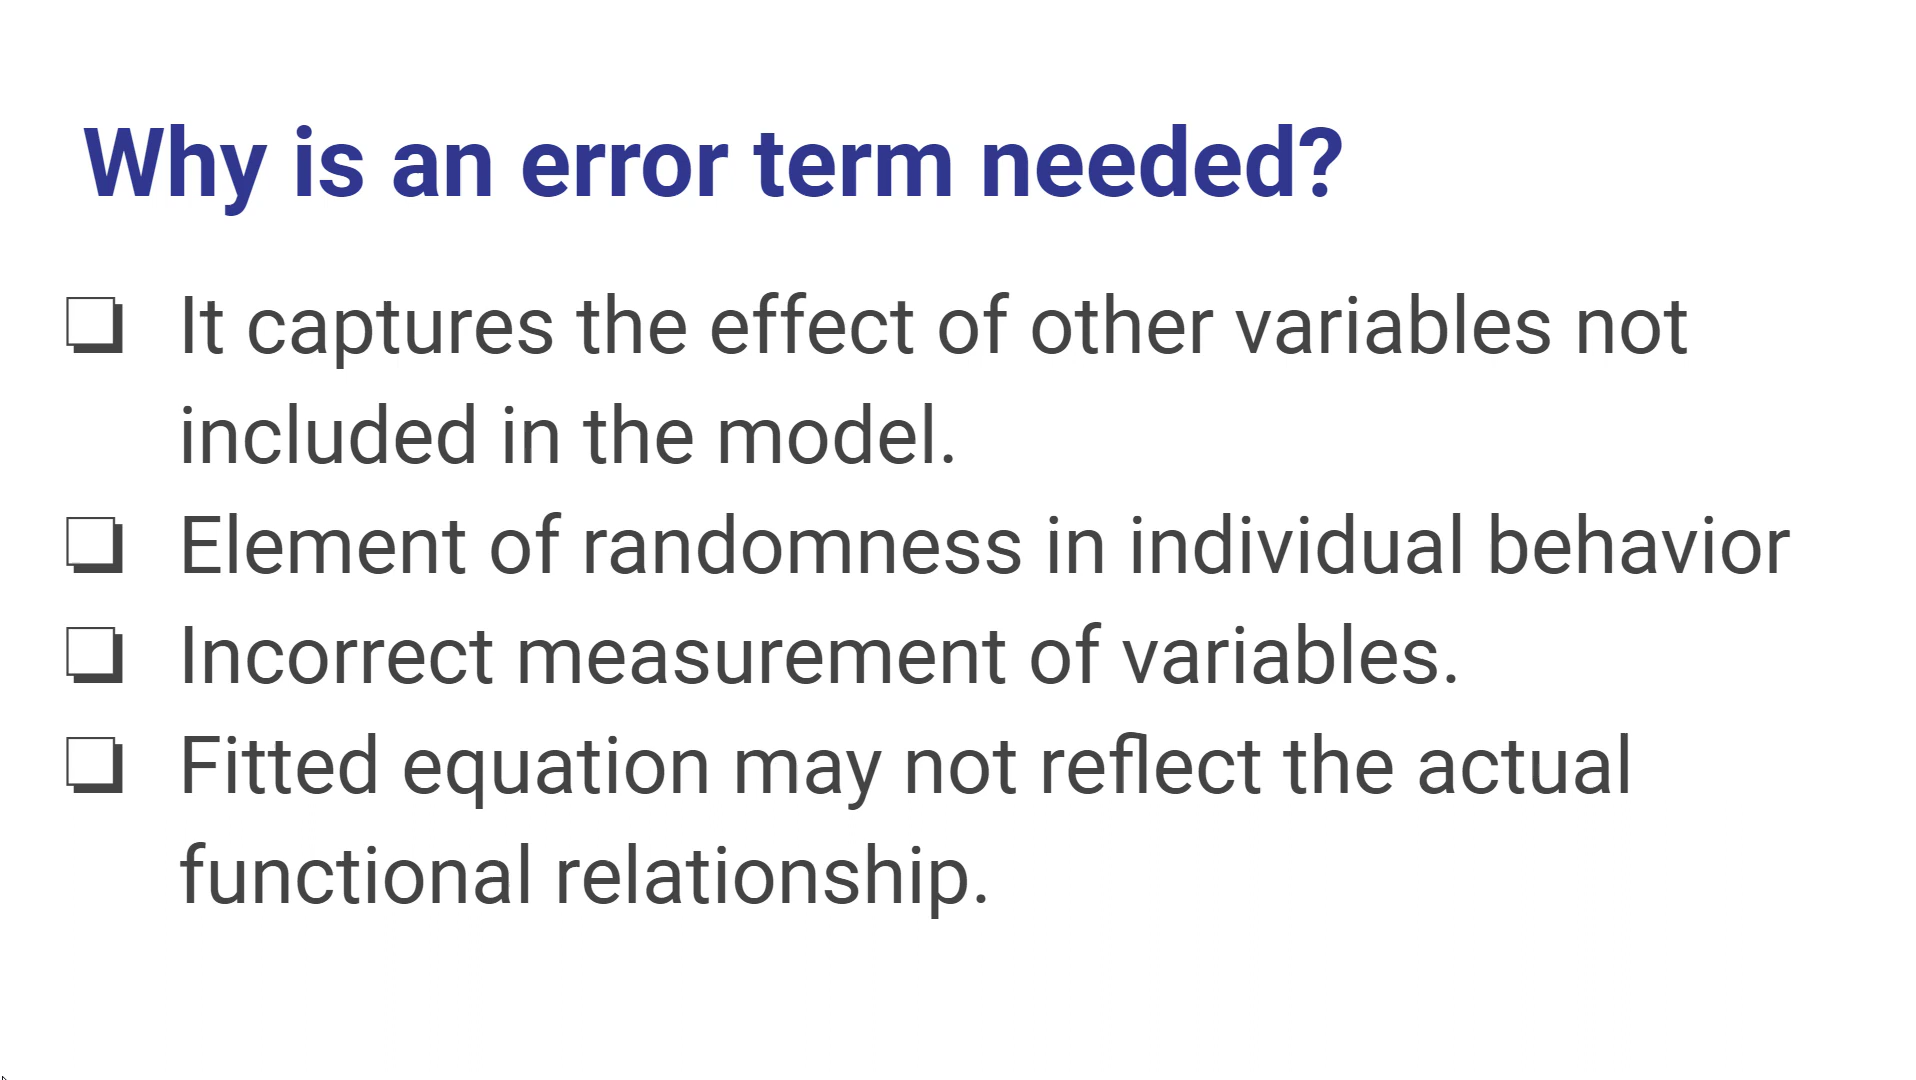 Why is an error term needed?
❏ It captures the effect of other variables not
included in the model.
❏ Element of randomness in individual behavior
❏ Incorrect measurement of variables.
❏ Fitted equation may not reflect the actual
functional relationship.